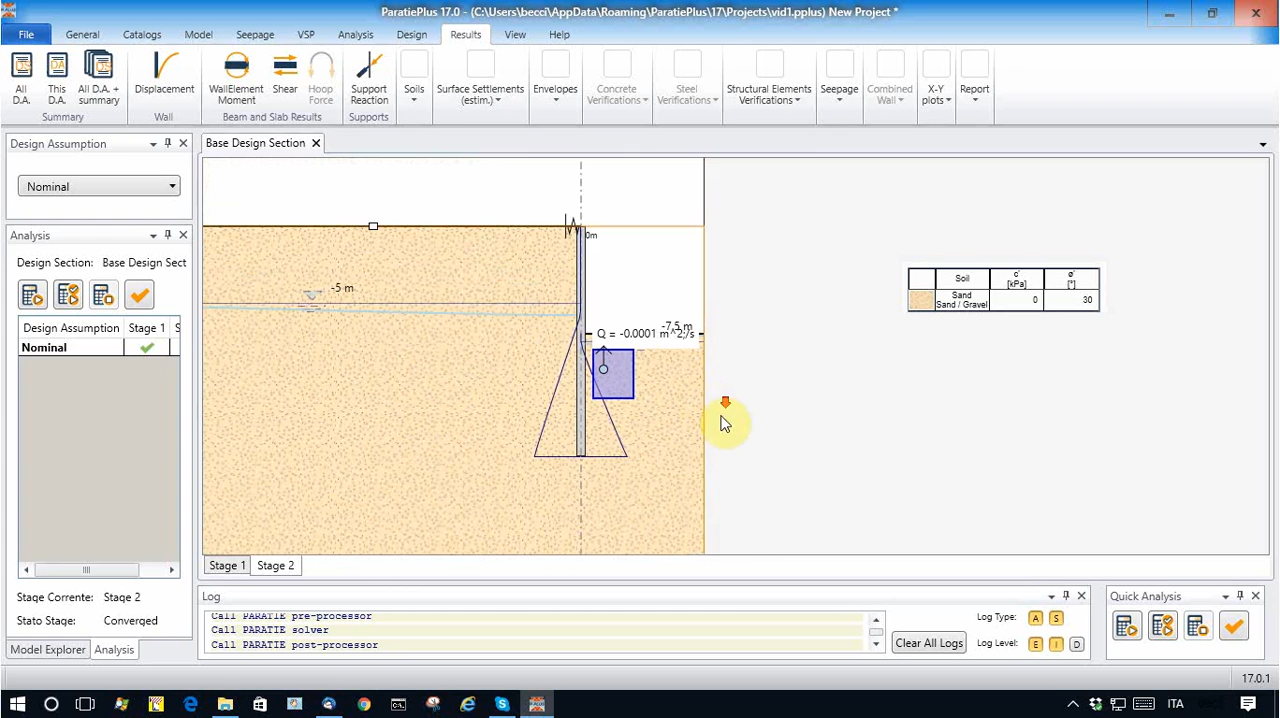 ParatiePlus 17.0 - (C:\Users\becci\AppData\Roaming\ParatiePlus\17\Projects\vid1.pplus) New Project *
File General Catalogs Model Seepage VSP Analysis Design Results View Help
All D.A. This D.A. All D.A. + summary Displacement WallElement Moment Shear Hoop Force Support Reaction Soils Surface Settlements (estim.) Envelopes Concrete Verifications Steel Verifications Structural Elements Verifications Seepage Combined Wall X-Y plots Report
Summary Wall Beam and Slab Results Supports
Design Assumption
Nominal
Analysis
Design Section: Base Design Sect
Design Assumption Stage 1 S
Nominal
Stage Corrente: Stage 2
Stato Stage: Converged
Model Explorer Analysis
Base Design Section
0m
-5 m
-7.5 m
Q = -0.0001 m^2;/s
Soil c' [kPa] ø' [°]
Sand Sand / Gravel 0 30
Stage 1 Stage 2
Log
Call PARATIE pre-processor
Call PARATIE solver
Call PARATIE post-processor
Clear All Logs
Log Type: A S
Log Level: E I D
Quick Analysis
17.0.1
ITA